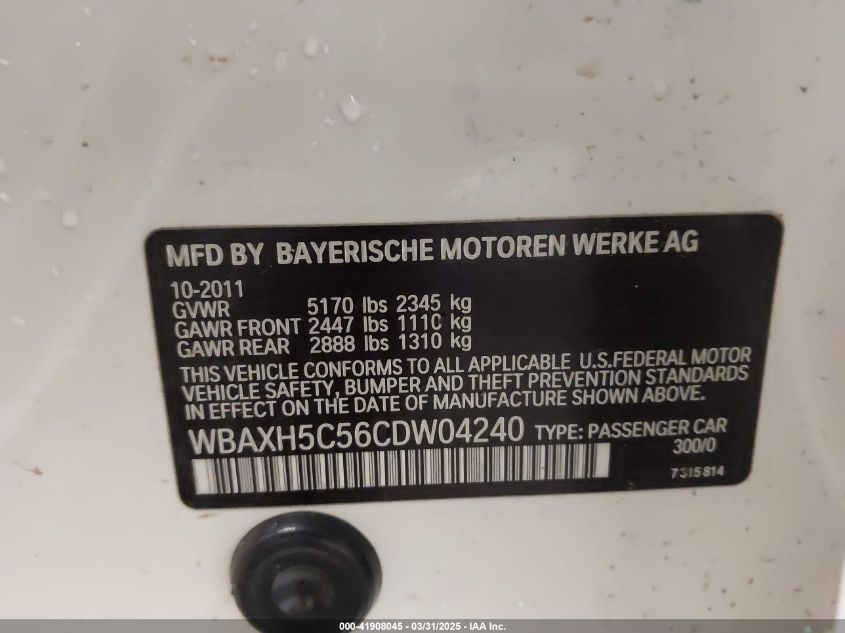 MFD BY BAYERISCHE MOTOREN WERKE AG
10-2011
GVWR 5170 lbs 2345 kg
GAWR FRONT 2447 lbs 1110 kg
GAWR REAR 2888 lbs 1310 kg
THIS VEHICLE CONFORMS TO ALL APPLICABLE U.S.FEDERAL MOTOR
VEHICLE SAFETY, BUMPER AND THEFT PREVENTION STANDARDS
IN EFFECT ON THE DATE OF MANUFACTURE SHOWN ABOVE.
WBAXH5C56CDW04240 TYPE: PASSENGER CAR
300/0
7315814
000-41908045 - 03/31/2025 - IAA Inc.